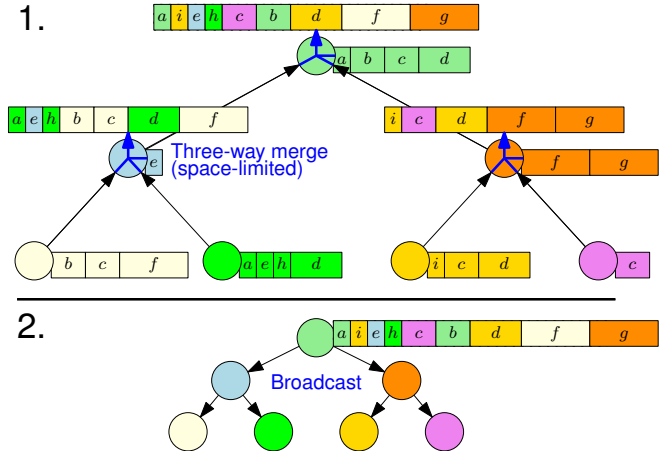 1.
a i e h c b d f g
a b c d
a e h b c d f
i c d f g
Three-way merge
(space-limited)
e
f g
b c f
a e h d
i c d
c
2.
a i e h c b d f g
Broadcast